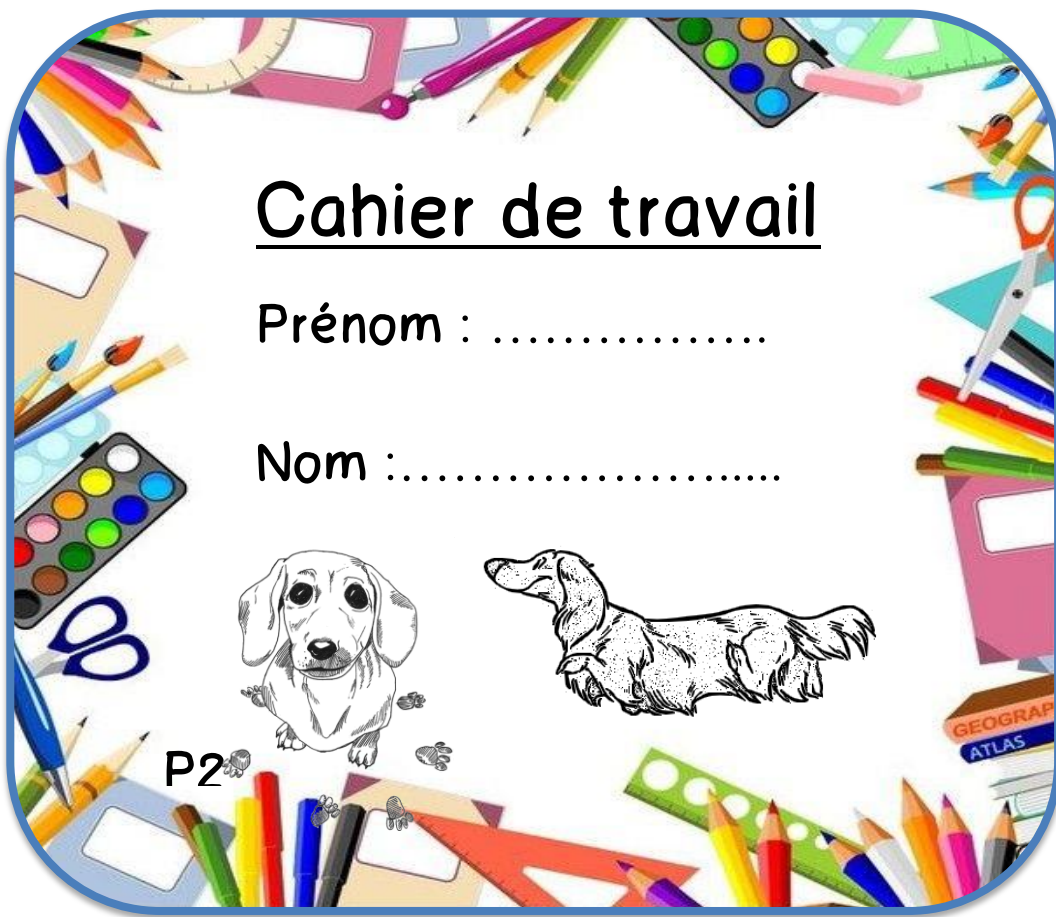 Cahier de travail
Prénom : ................
Nom :.......................
P2
GEOGRAP
ATLAS